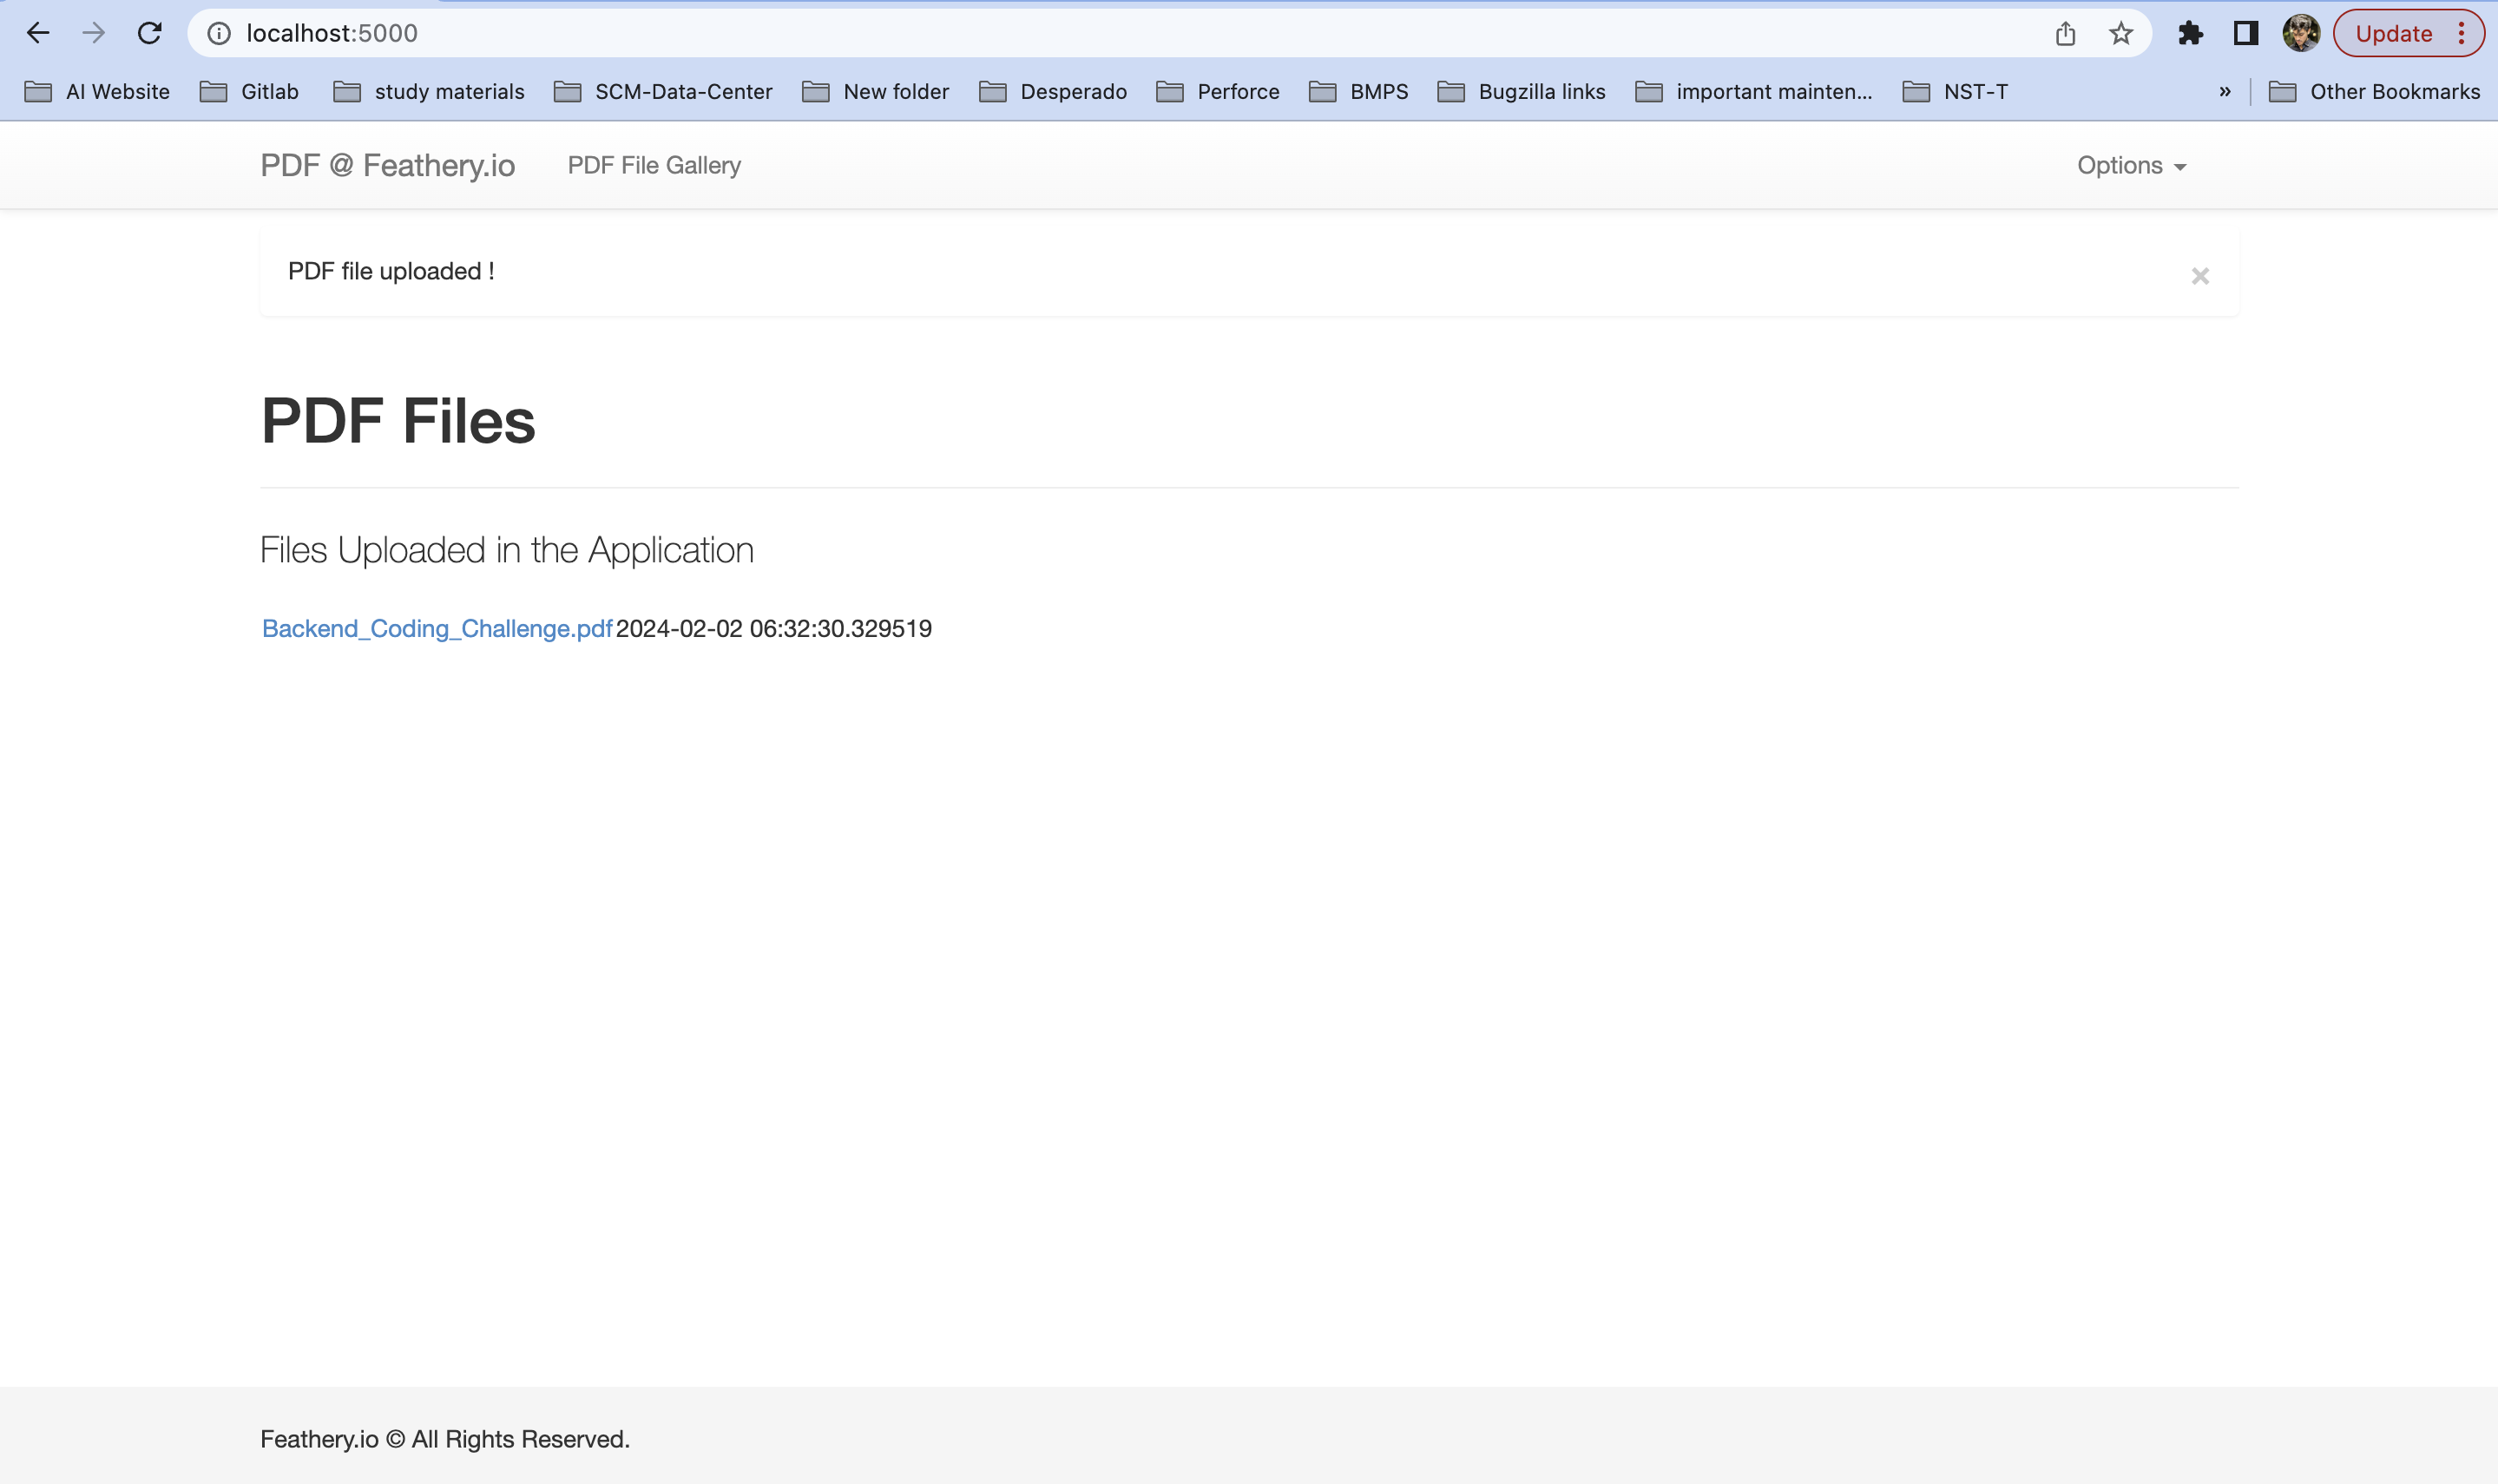 localhost:5000
Update
AI Website Gitlab study materials SCM-Data-Center New folder Desperado Perforce BMPS Bugzilla links important mainten... NST-T » Other Bookmarks
PDF @ Feathery.io PDF File Gallery Options
PDF file uploaded ! ×
PDF Files
Files Uploaded in the Application
Backend_Coding_Challenge.pdf 2024-02-02 06:32:30.329519
Feathery.io © All Rights Reserved.